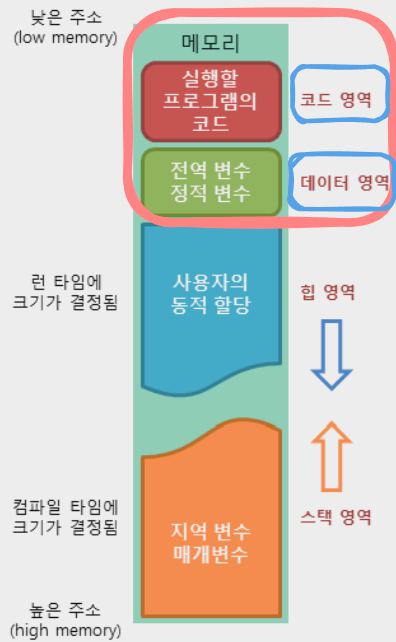 낮은 주소
(low memory)
메모리
실행할
프로그램의
코드
코드 영역
전역 변수
정적 변수
데이터 영역
런 타임에
크기가 결정됨
사용자의
동적 할당
힙 영역
컴파일 타임에
크기가 결정됨
지역 변수
매개변수
스택 영역
높은 주소
(high memory)